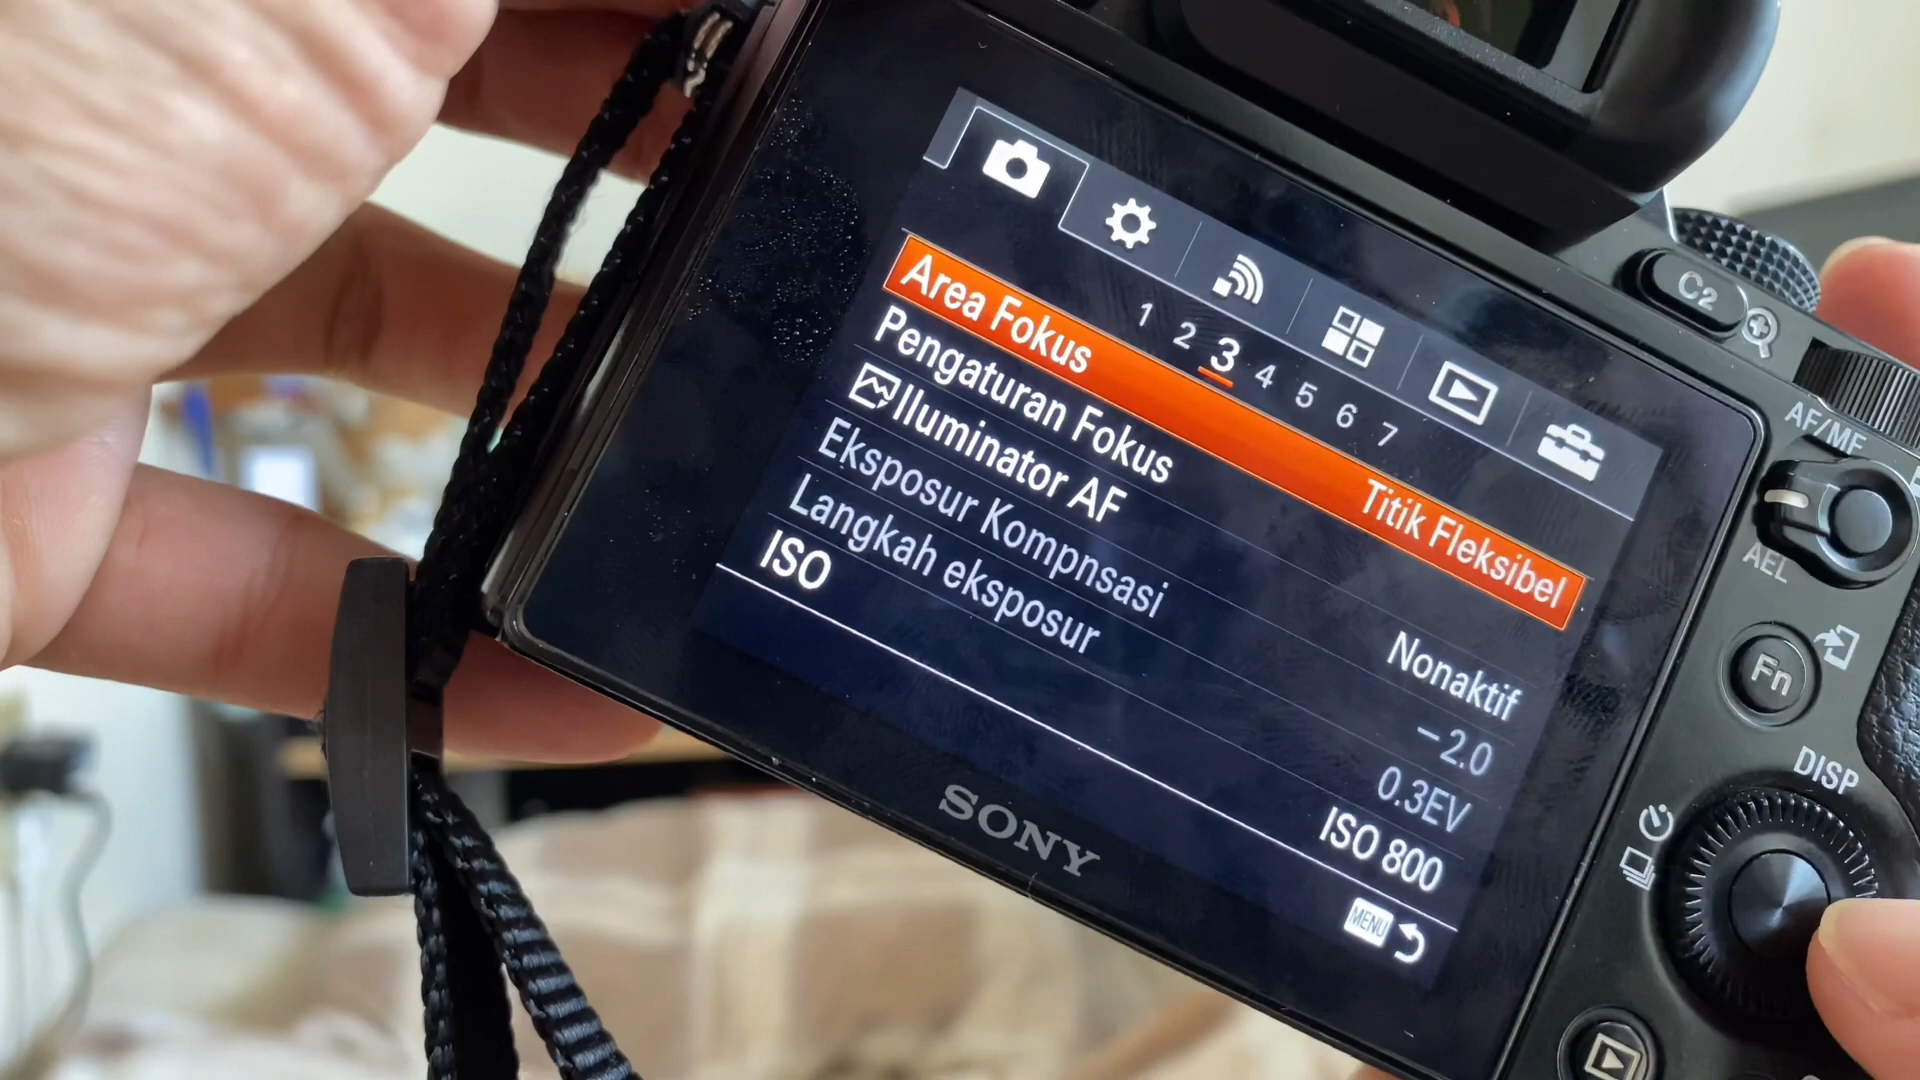 1 2 3 4 5 6 7
Area Fokus Titik Fleksibel
Pengaturan Fokus
Iluminator AF Nonaktif
Eksposur Kompnsasi -2.0
Langkah eksposur 0.3EV
ISO ISO 800
MENU
SONY
C2
AF/MF
AEL
Fn
DISP